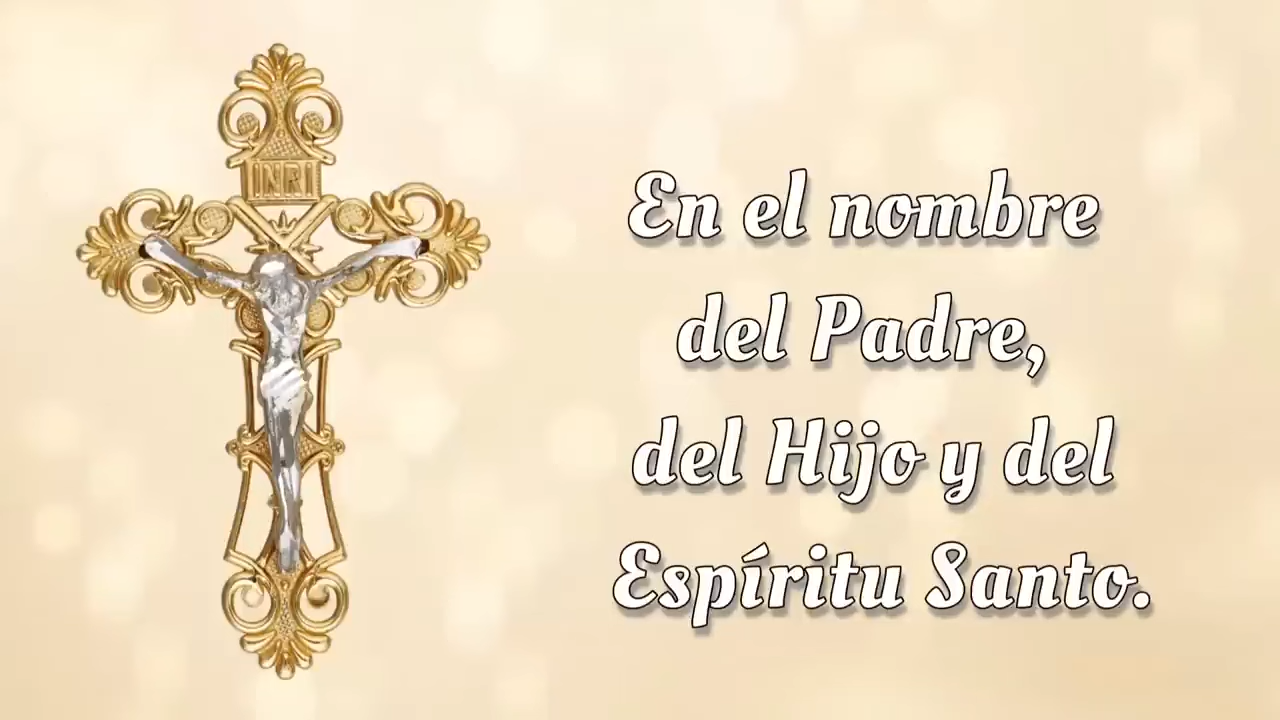 INRI
En el nombre
del Padre,
del Hijo y del
Espíritu Santo.